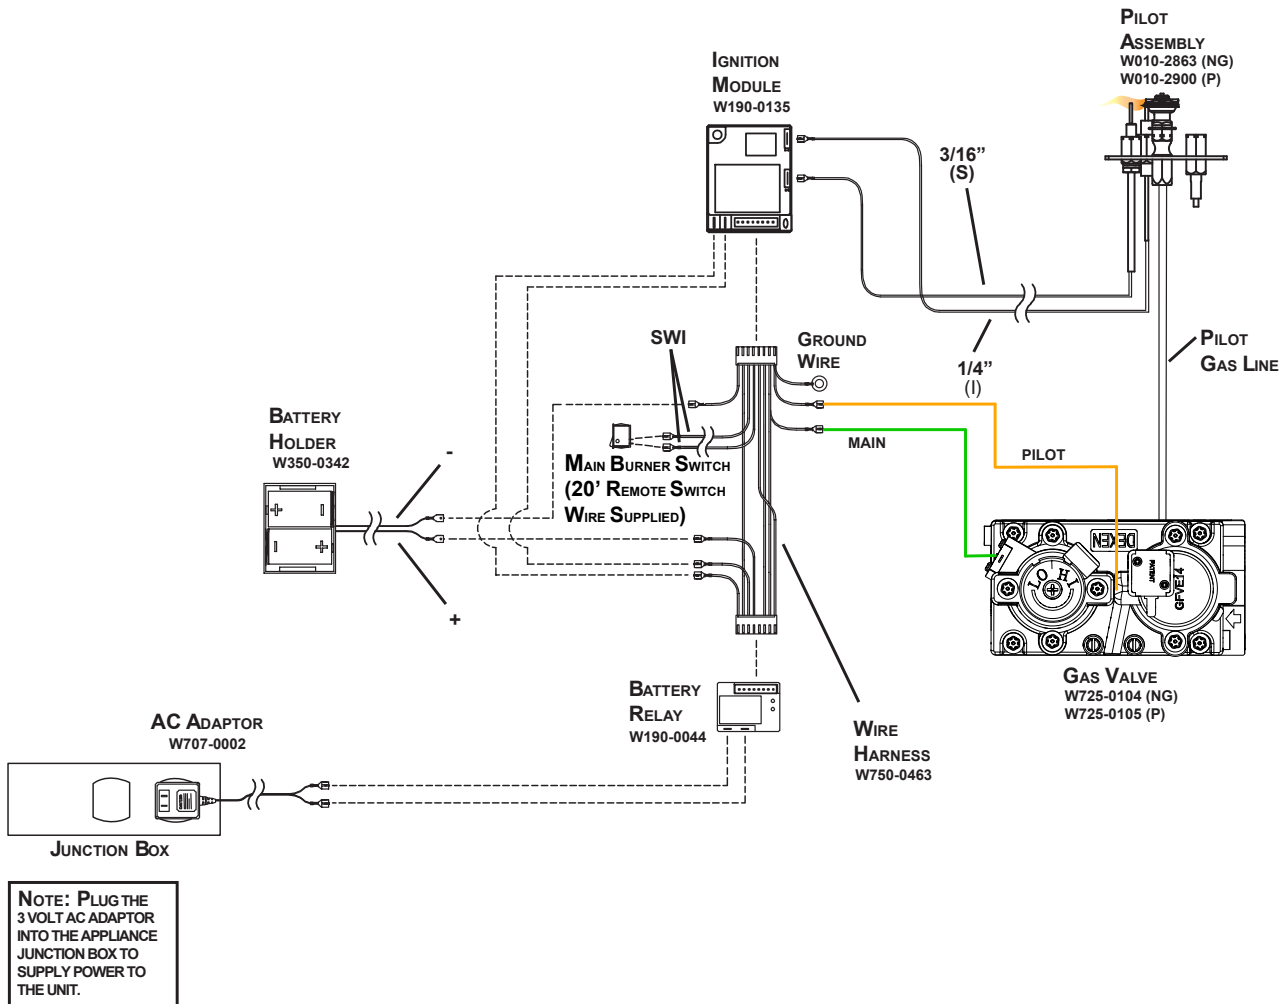 PILOT
ASSEMBLY
W010-2863 (NG)
W010-2900 (P)
IGNITION
MODULE
W190-0135
3/16”
(S)
SWI
GROUND
WIRE
1/4”
(I)
PILOT
GAS LINE
BATTERY
HOLDER
W350-0342
-
+
MAIN
PILOT
MAIN BURNER SWITCH
(20’ REMOTE SWITCH
WIRE SUPPLIED)
+ -
- +
DEXEN
LO HI
PATENT
GFVE14
GAS VALVE
W725-0104 (NG)
W725-0105 (P)
BATTERY
RELAY
W190-0044
WIRE
HARNESS
W750-0463
AC ADAPTOR
W707-0002
JUNCTION BOX
NOTE: PLUG THE
3 VOLT AC ADAPTOR
INTO THE APPLIANCE
JUNCTION BOX TO
SUPPLY POWER TO
THE UNIT.